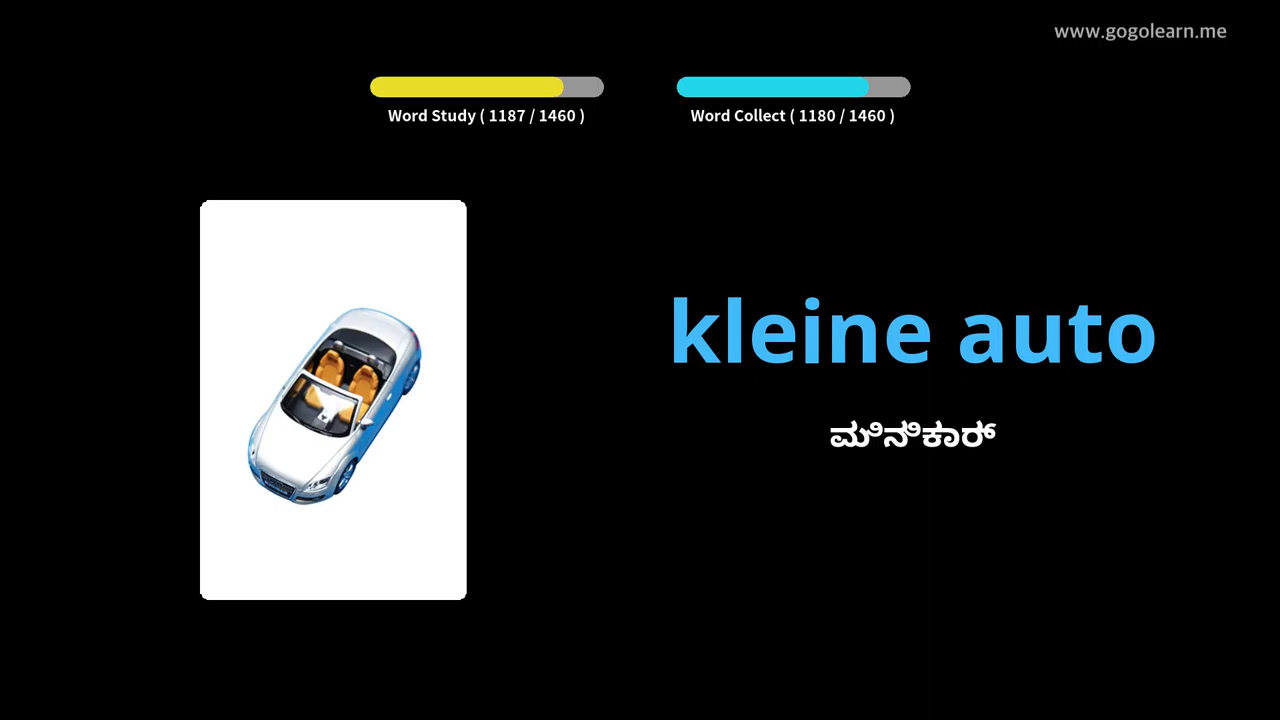 www.gogolearn.me
Word Study ( 1187 / 1460 )
Word Collect ( 1180 / 1460 )
kleine auto
ಮಿನಿಕಾರ್